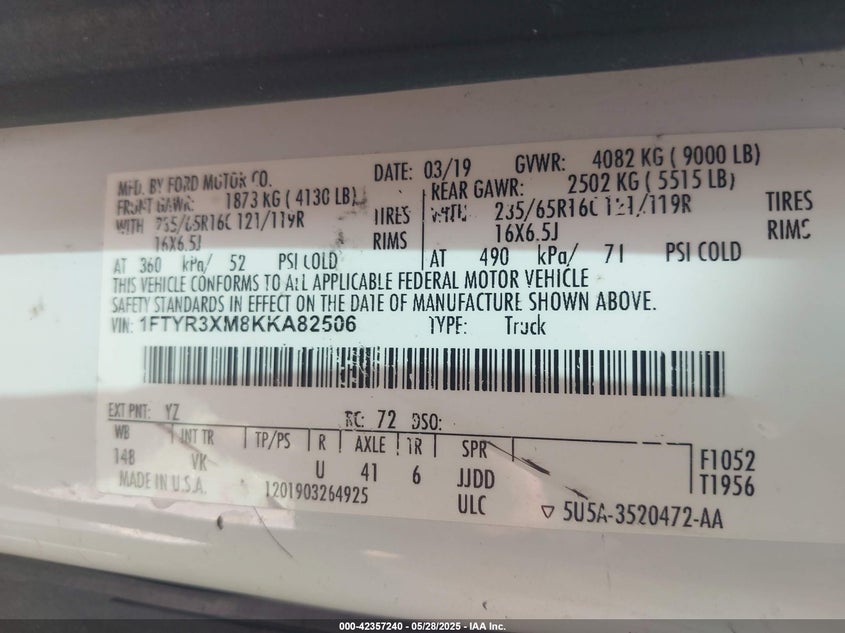 MFD. BY FORD MOTOR CO. DATE: 03/19 GVWR: 4082 KG ( 9000 LB)
FRONT GAWR: 1873 KG ( 4130 LB) REAR GAWR: 2502 KG ( 5515 LB)
WITH 235/65R16C 121/119R TIRES WITH 235/65R16C 121/119R TIRES
16X6.5J RIMS 16X6.5J RIMS
AT 360 kPa/ 52 PSI COLD AT 490 kPa/ 71 PSI COLD
THIS VEHICLE CONFORMS TO ALL APPLICABLE FEDERAL MOTOR VEHICLE
SAFETY STANDARDS IN EFFECT ON THE DATE OF MANUFACTURE SHOWN ABOVE.
VIN: 1FTYR3XM8KKA82506 TYPE: Truck
EXT PNT: YZ RC: 72 DSO:
WB INT TR TP/PS R AXLE TR SPR F1052
148 VK U 41 6 JJDD T1956
MADE IN U.S.A. 1201903264925 ULC
▽ 5U5A-3520472-AA
000-42357240 - 05/28/2025 - IAA Inc.